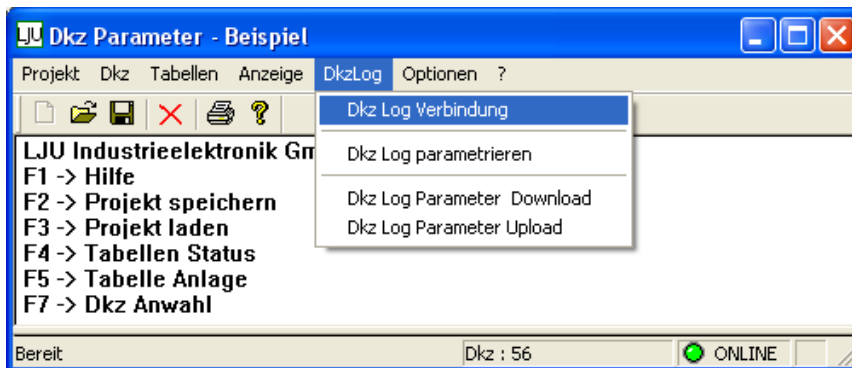 LJU Dkz Parameter - Beispiel
Projekt Dkz Tabellen Anzeige DkzLog Optionen ?
Dkz Log Verbindung
Dkz Log parametrieren
Dkz Log Parameter Download
Dkz Log Parameter Upload
LJU Industrieelektronik Gm
F1 -> Hilfe
F2 -> Projekt speichern
F3 -> Projekt laden
F4 -> Tabellen Status
F5 -> Tabelle Anlage
F7 -> Dkz Anwahl
Bereit Dkz : 56 ONLINE